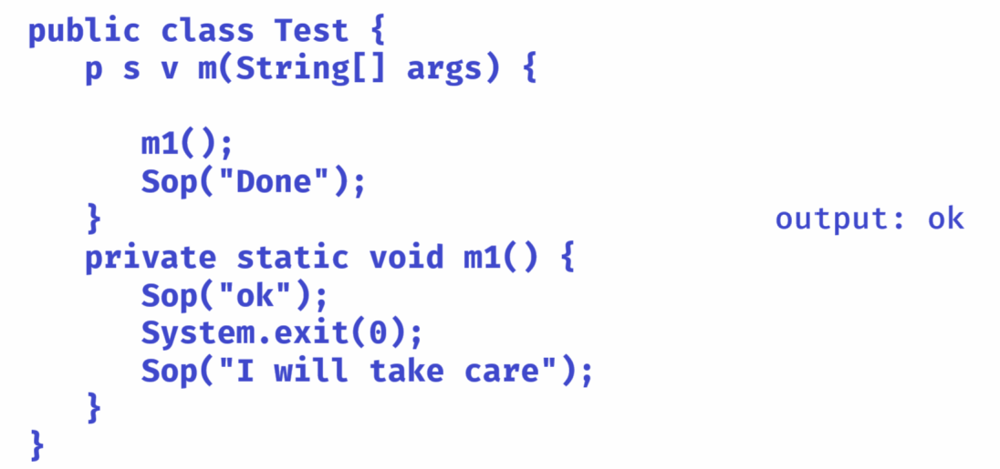 public class Test {
p s v m(String[] args) {
m1();
Sop("Done");
}
output: ok
private static void m1() {
Sop("ok");
System.exit(0);
Sop("I will take care");
}
}